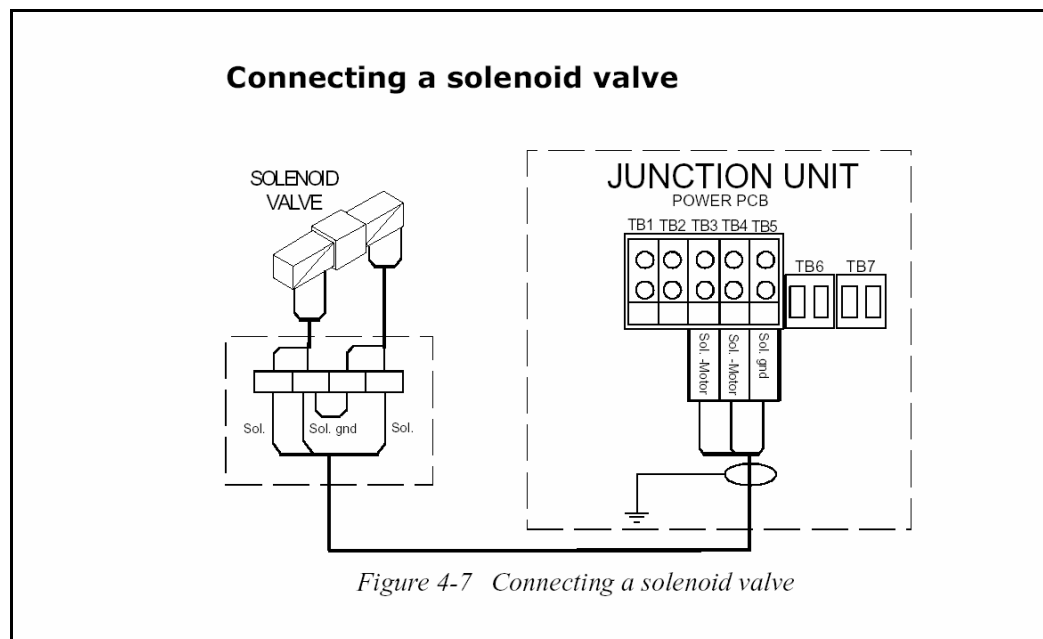 Connecting a solenoid valve
SOLENOID
VALVE
JUNCTION UNIT
POWER PCB
TB1 TB2 TB3 TB4 TB5
TB6 TB7
Sol. -Motor
Sol. -Motor
Sol. gnd
Sol. Sol. gnd Sol.
Figure 4-7 Connecting a solenoid valve